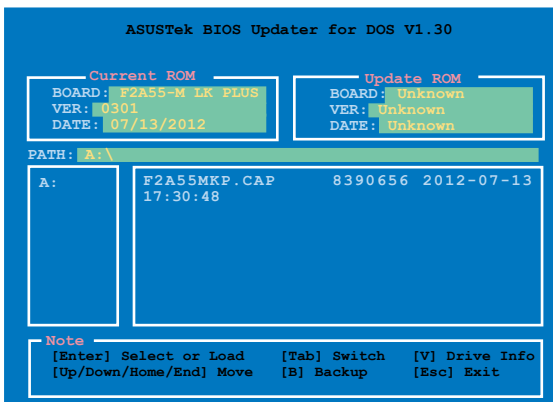 ASUSTek BIOS Updater for DOS V1.30
Current ROM
BOARD: F2A55-M LK PLUS
VER: 0301
DATE: 07/13/2012
Update ROM
BOARD: Unknown
VER: Unknown
DATE: Unknown
PATH: A:\
A:
F2A55MKP.CAP 8390656 2012-07-13
17:30:48
Note
[Enter] Select or Load [Tab] Switch [V] Drive Info
[Up/Down/Home/End] Move [B] Backup [Esc] Exit